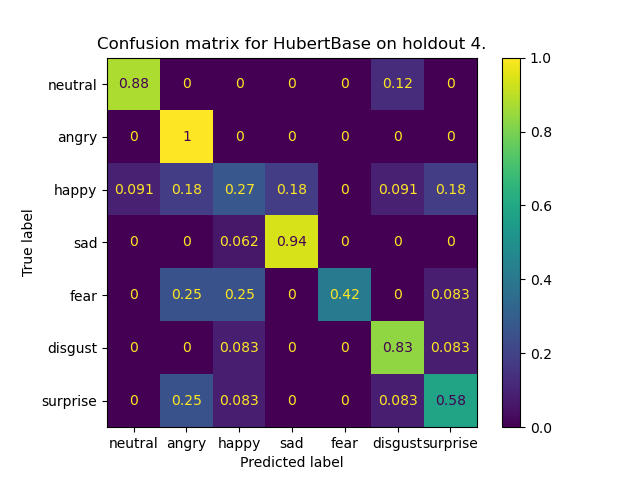 Confusion matrix for HubertBase on holdout 4.
neutral 0.88 0 0 0 0 0.12 0
angry 0 1 0 0 0 0 0
happy 0.091 0.18 0.27 0.18 0 0.091 0.18
sad 0 0 0.062 0.94 0 0 0
fear 0 0.25 0.25 0 0.42 0 0.083
disgust 0 0 0.083 0 0 0.83 0.083
surprise 0 0.25 0.083 0 0 0.083 0.58
neutral angry happy sad fear disgust surprise
Predicted label
True label
1.0
0.8
0.6
0.4
0.2
0.0